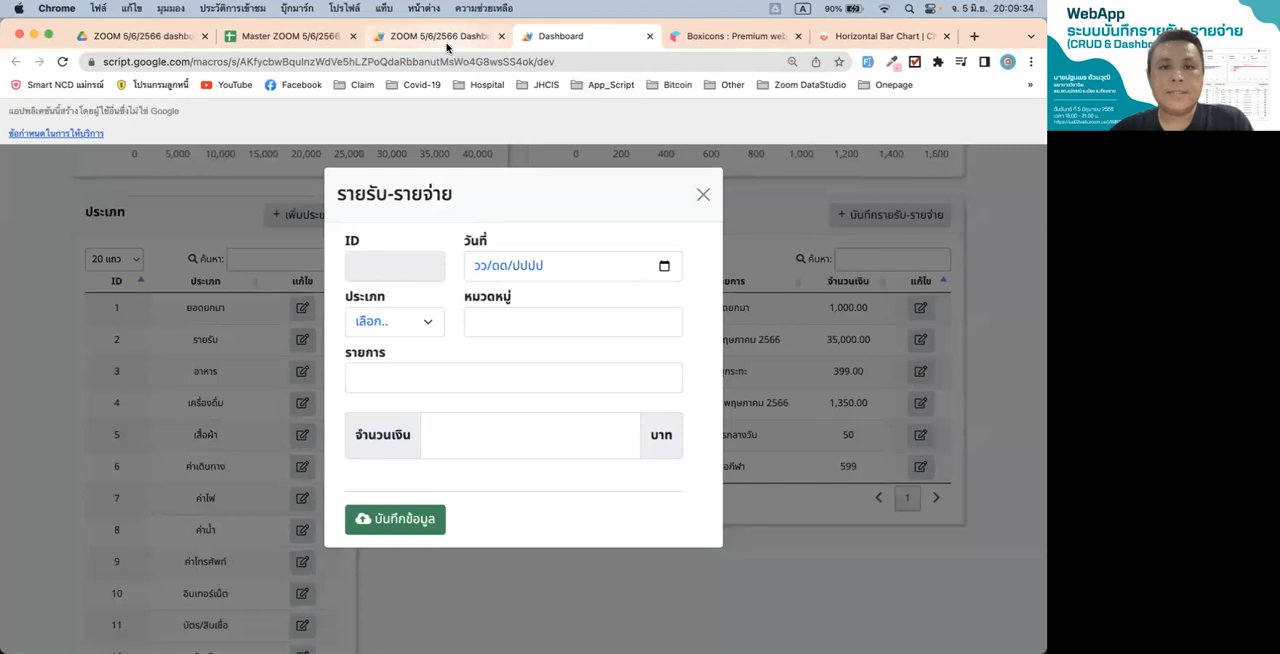 Chrome ไฟล์ แก้ไข มุมมอง ประวัติการเข้าชม บุ๊กมาร์ก โปรไฟล์ แท็บ หน้าต่าง ความช่วยเหลือ A 90% จ. 5 มิ.ย. 20:09:34
ZOOM 5/6/2566 dashbo
Master ZOOM 5/6/2566
ZOOM 5/6/2566 Dashbo
Dashboard
Boxicons : Premium web
Horizontal Bar Chart | Ch
script.google.com/macros/s/AKfycbwBquInzWdVe5hLZPoQdaRbbanutMsWo4G8wsSS4ok/dev
Smart NCD แม่กรณ์ โปรแกรมลูกหนี้ YouTube Facebook Claim Covid-19 Hospital JHCIS App_Script Bitcoin Other Zoom DataStudio Onepage »
แอปพลิเคชันนี้สร้างโดยผู้ใช้อื่นซึ่งไม่ใช่ Google
ข้อกำหนดในการให้บริการ
0 5,000 10,000 15,000 20,000 25,000 30,000 35,000 40,000
0 200 400 600 800 1,000 1,200 1,400 1,600
ประเภท
+ เพิ่มประเ
20 แถว
ค้นหา:
ID ประเภท แก้ไข
1 ยอดยกมา
2 รายรับ
3 อาหาร
4 เครื่องดื่ม
5 เสื้อผ้า
6 ค่าเดินทาง
7 ค่าไฟ
8 ค่าน้ำ
9 ค่าโทรศัพท์
10 อินเทอร์เน็ต
11 บัตร/สินเชื่อ
รายรับ-รายจ่าย
ID
วันที่
วว/ดด/ปปปป
ประเภท
หมวดหมู่
เลือก..
รายการ
จำนวนเงิน
บาท
บันทึกข้อมูล
+ บันทึกรายรับ-รายจ่าย
ค้นหา:
จำนวนเงิน แก้ไข
1,000.00
พฤษภาคม 2566 35,000.00
399.00
พฤษภาคม 2566 1,350.00
50
599
1
WebApp
ระบบบันทึกรายรับ-รายจ่าย
(CRUD & Dashbo